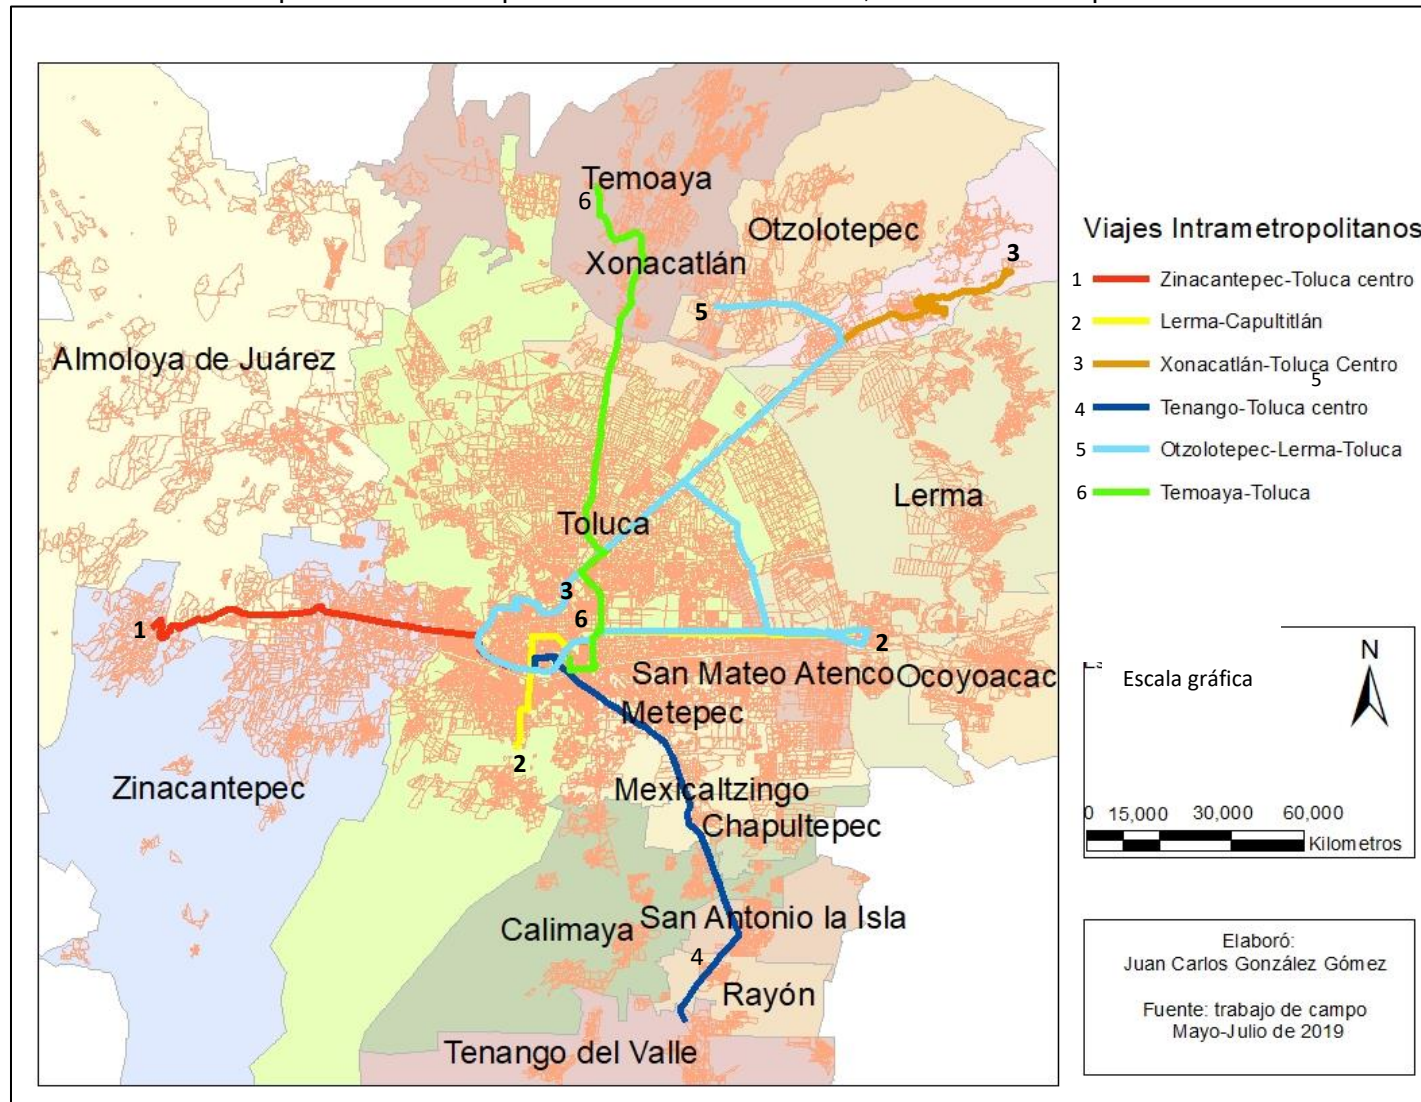 Temoaya
6
Otzolotepec
Xonacatlán
3
5
Almoloya de Juárez
Lerma
Toluca
3
6
1
2
San Mateo Atenco
Ocoyoacac
Metepec
2
Zinacantepec
Mexicaltzingo
Chapultepec
San Antonio la Isla
Calimaya
4
Rayón
Tenango del Valle
Viajes Intrametropolitanos
1 Zinacantepec-Toluca centro
2 Lerma-Capultitlán
3 Xonacatlán-Toluca Centro
5
4 Tenango-Toluca centro
5 Otzolotepec-Lerma-Toluca
6 Temoaya-Toluca
N
Escala gráfica
0 15,000 30,000 60,000
Kilometros
Elaboró:
Juan Carlos González Gómez
Fuente: trabajo de campo
Mayo-Julio de 2019